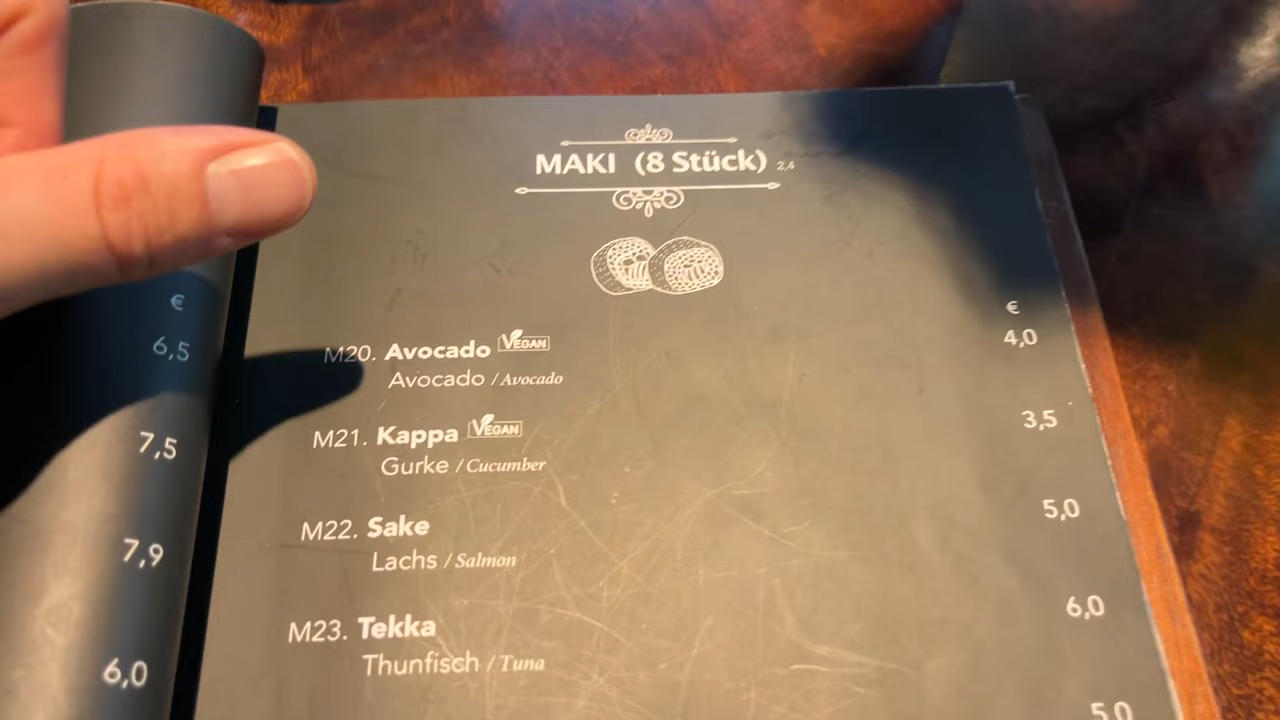 MAKI (8 Stück) 2,4
€
6,5
7,5
7,9
6,0
€
M20. Avocado VEGAN 4,0
Avocado / Avocado
M21. Kappa VEGAN 3,5
Gurke / Cucumber
M22. Sake 5,0
Lachs / Salmon
M23. Tekka 6,0
Thunfisch / Tuna
5,0